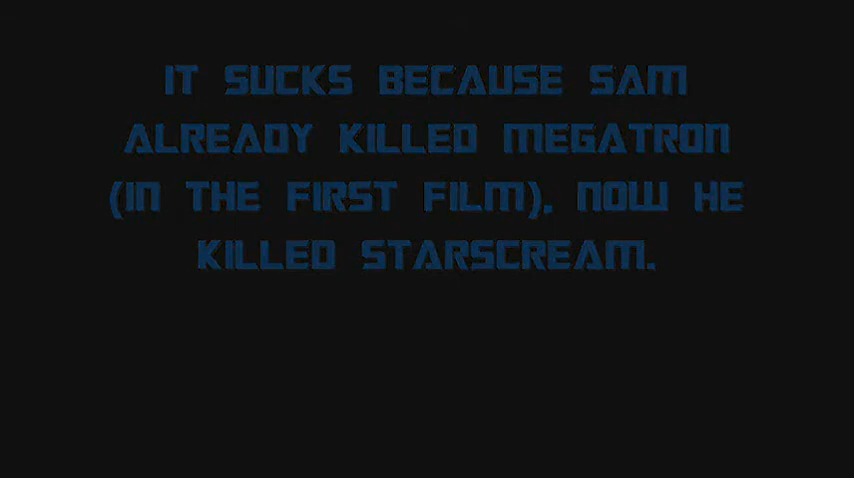 IT SUCKS BECAUSE SAM
ALREADY KILLED MEGATRON
(IN THE FIRST FILM), NOW HE
KILLED STARSCREAM.